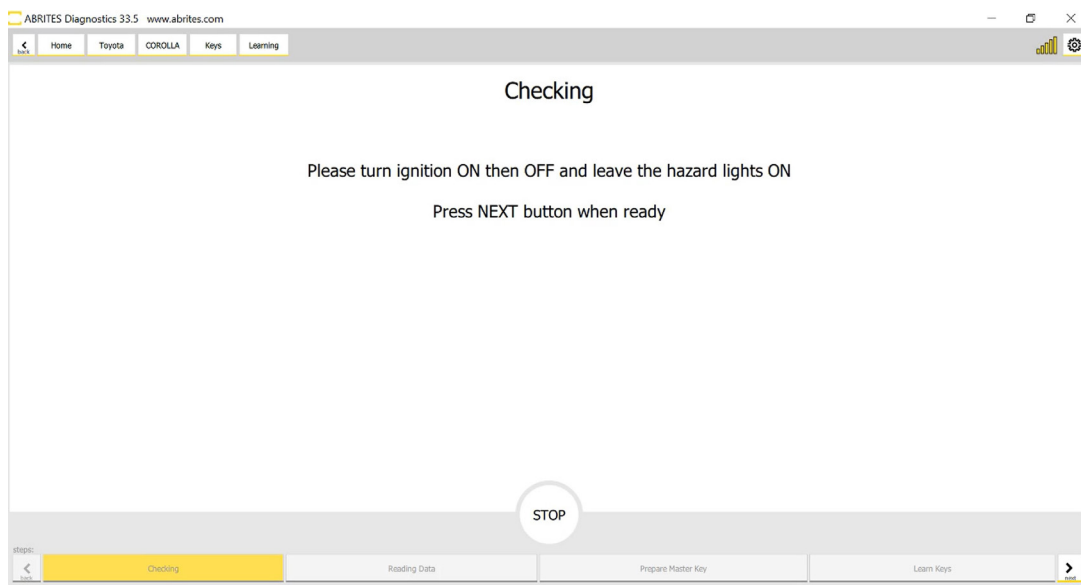 ABRITES Diagnostics 33.5 www.abrites.com
back Home Toyota COROLLA Keys Learning
Checking
Please turn ignition ON then OFF and leave the hazard lights ON
Press NEXT button when ready
STOP
steps:
back Checking Reading Data Prepare Master Key Learn Keys next